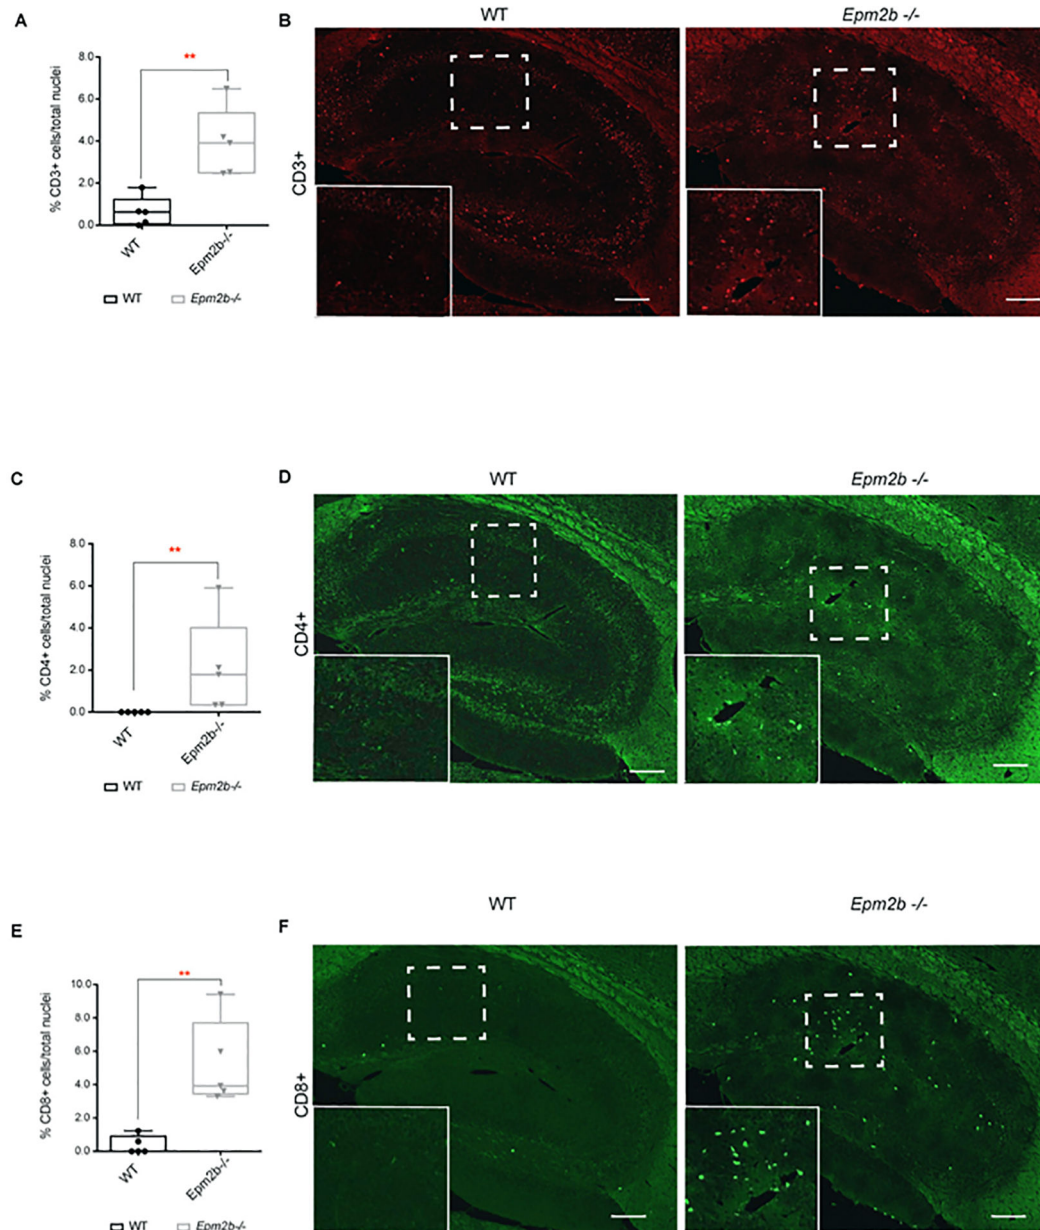 A
B
WT
Epm2b -/-
**
% CD3+ cells/total nuclei
8.0
6.0
4.0
2.0
0.0
WT
Epm2b-/-
WT
Epm2b-/-
CD3+
C
D
WT
Epm2b -/-
**
% CD4+ cells/total nuclei
8.0
6.0
4.0
2.0
0.0
WT
Epm2b-/-
WT
Epm2b-/-
CD4+
E
F
WT
Epm2b -/-
**
% CD8+ cells/total nuclei
10.0
8.0
6.0
4.0
2.0
0.0
WT
Epm2b-/-
WT
Epm2b-/-
CD8+